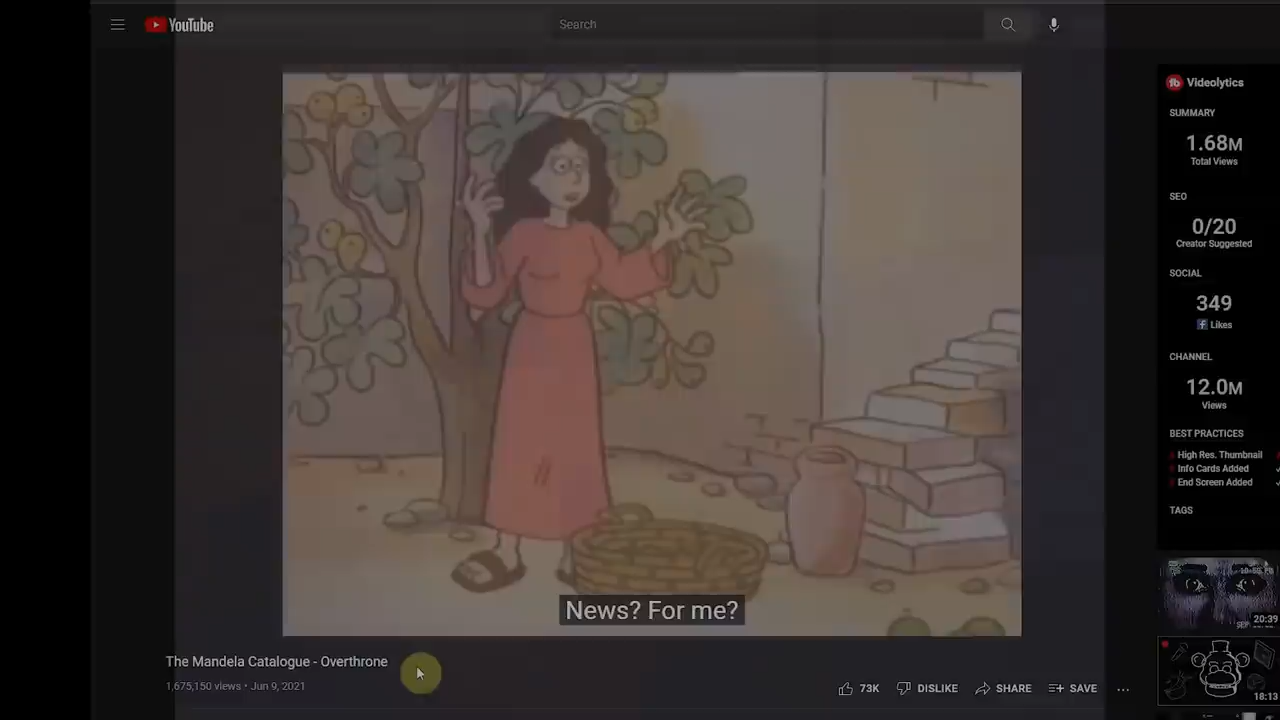 YouTube
Search
News? For me?
The Mandela Catalogue - Overthrone
1,675,150 views • Jun 9, 2021
73K
DISLIKE
SHARE
SAVE
Videolytics
SUMMARY
1.68M
Total Views
SEO
0/20
Creator Suggested
SOCIAL
349
Likes
CHANNEL
12.0M
Views
BEST PRACTICES
High Res. Thumbnail
Info Cards Added
End Screen Added
TAGS
20:39
18:13